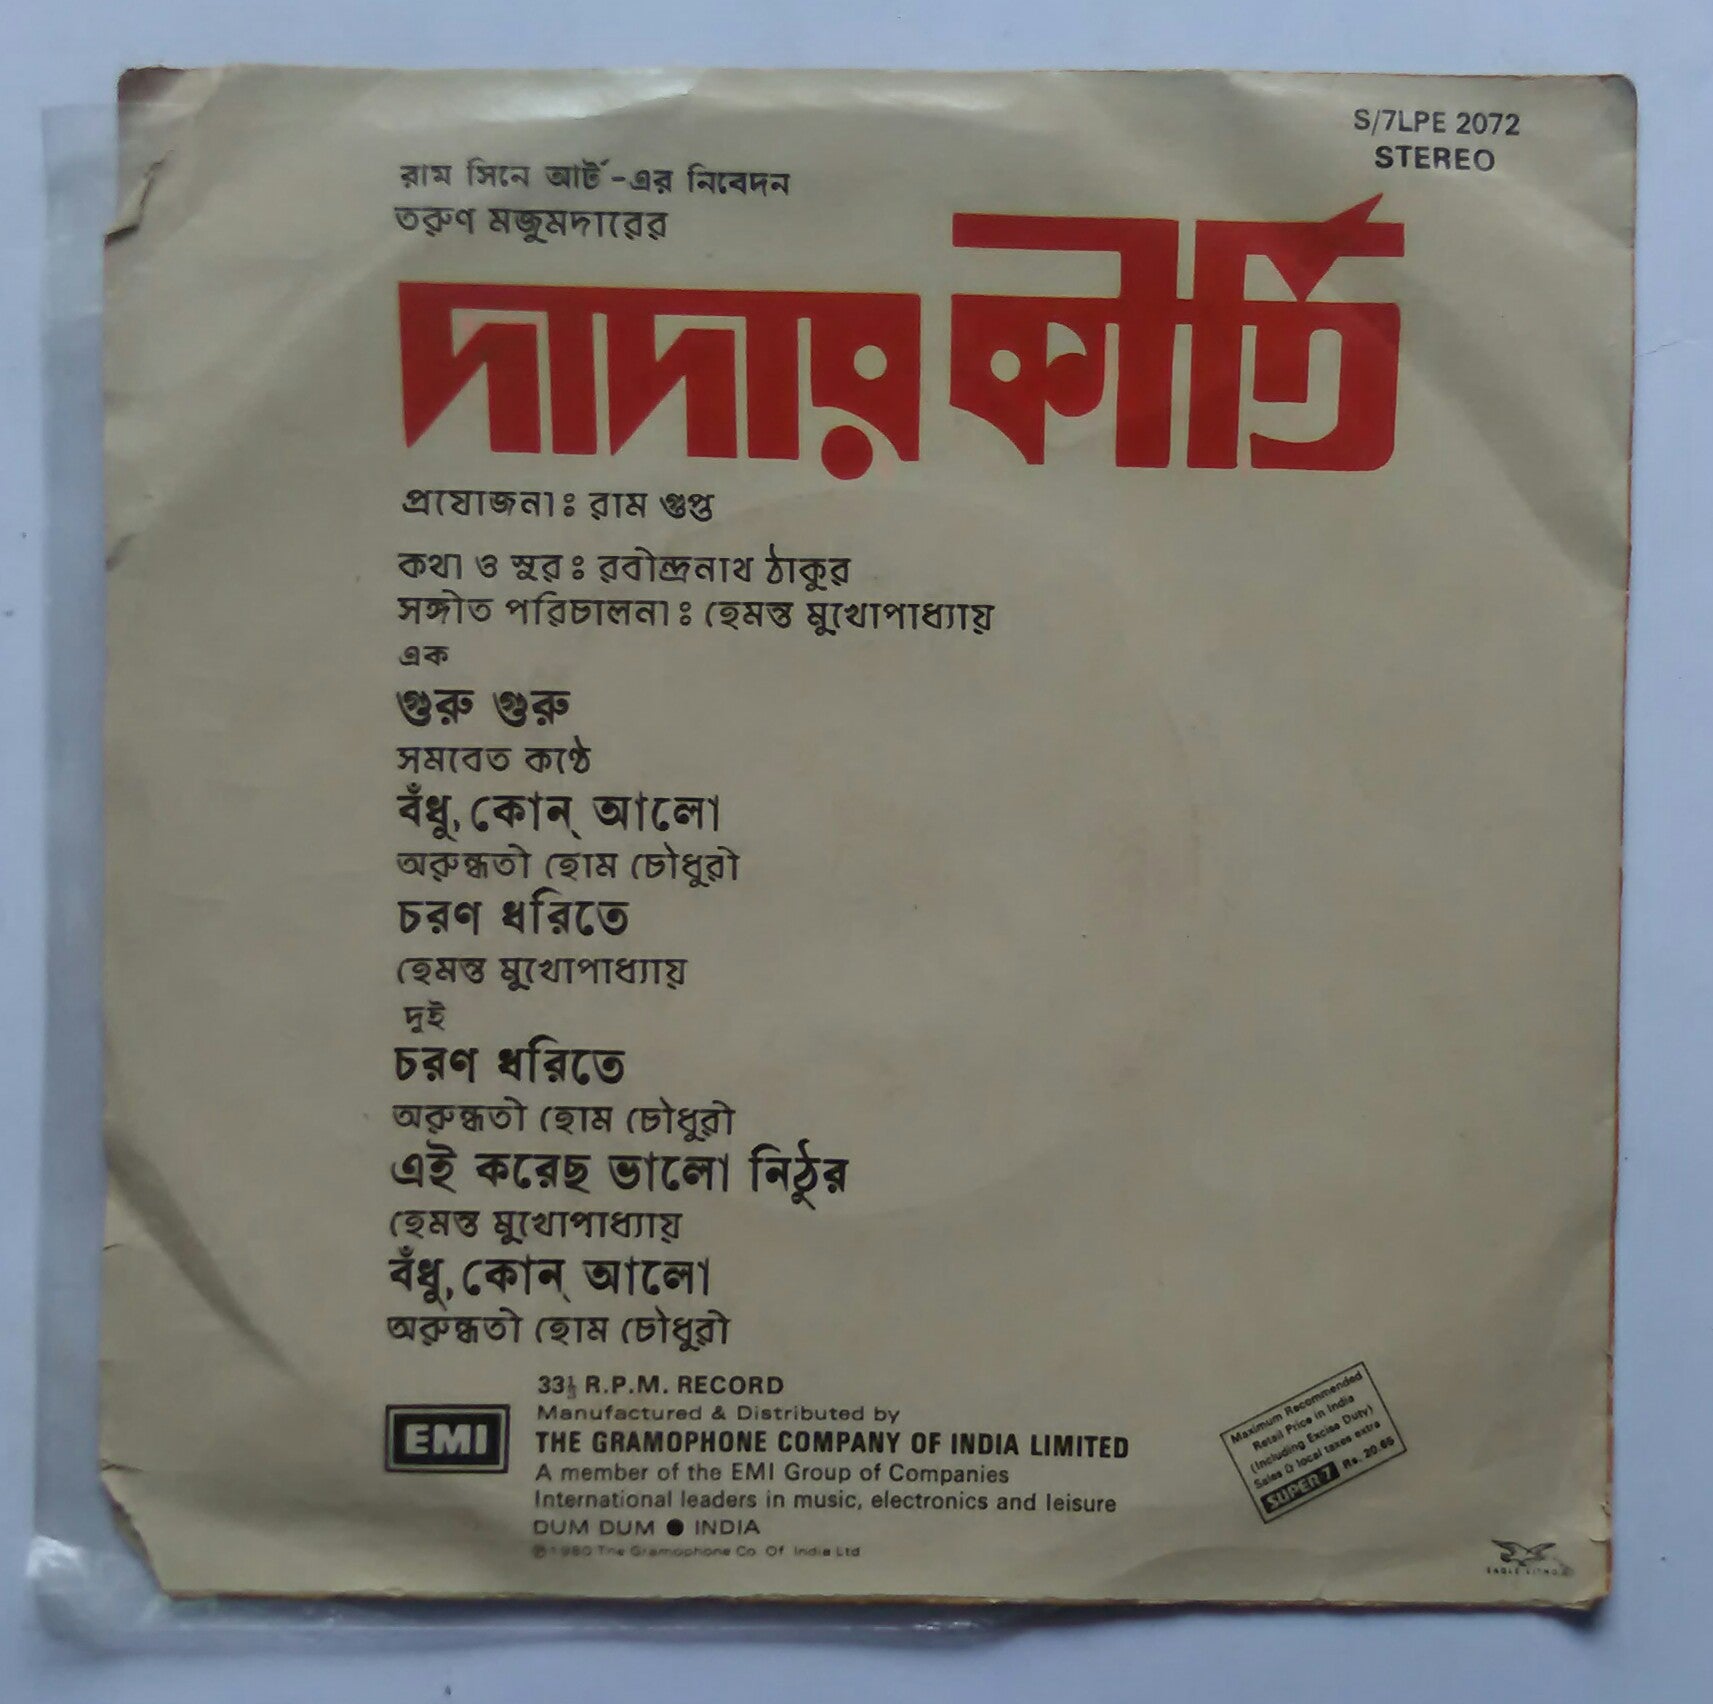 S/7LPE 2072
STEREO
রাম সিনে আর্ট-এর নিবেদন
তরুণ মজুমদারের
দাদার কীর্তি
প্রযোজনাঃ রাম গুপ্ত
কথা ও সুরঃ রবীন্দ্রনাথ ঠাকুর
সঙ্গীত পরিচালনাঃ হেমন্ত মুখোপাধ্যায়
এক
গুরু গুরু
সমবেত কণ্ঠে
বঁধু, কোন্ আলো
অরুন্ধতী হোম চৌধুরী
চরণ ধরিতে
হেমন্ত মুখোপাধ্যায়
দুই
চরণ ধরিতে
অরুন্ধতী হোম চৌধুরী
এই করেছ ভালো নিঠুর
হেমন্ত মুখোপাধ্যায়
বঁধু, কোন্ আলো
অরুন্ধতী হোম চৌধুরী
33⅓ R.P.M. RECORD
Manufactured & Distributed by
EMI
THE GRAMOPHONE COMPANY OF INDIA LIMITED
A member of the EMI Group of Companies
International leaders in music, electronics and leisure
DUM DUM ● INDIA
℗ 1980 The Gramophone Co. Of India Ltd
Maximum Recommended
Retail Price in India
(Including Excise Duty)
Sales & local taxes extra
SUPER 7 Rs. 20.65
EAGLE LITHO